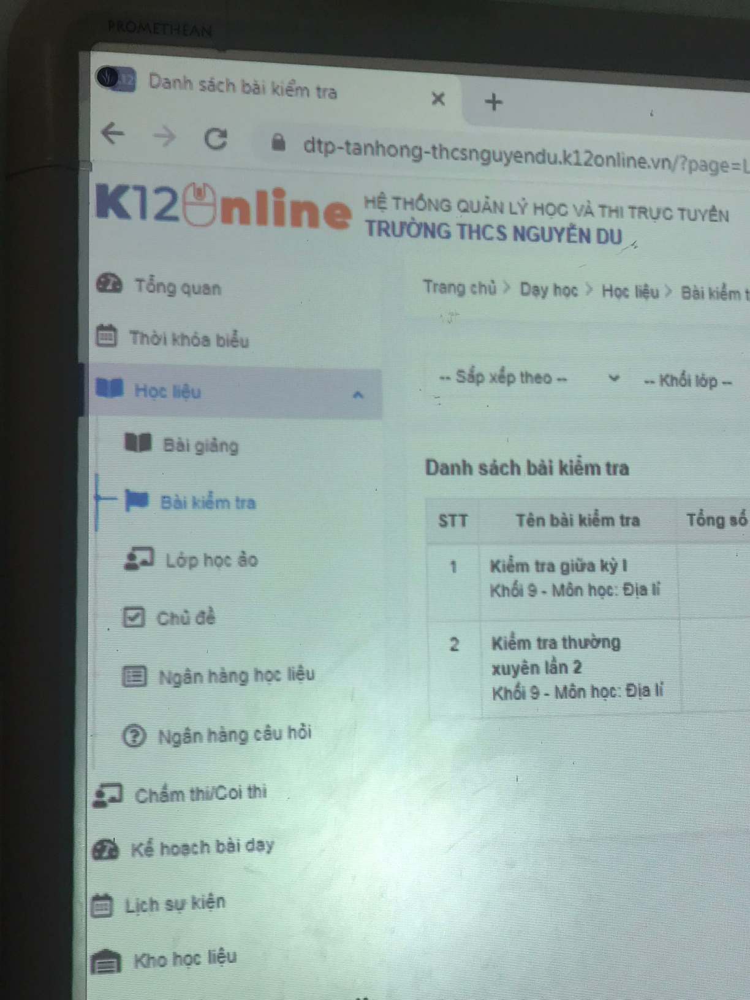 PROMETHEAN
Danh sách bài kiểm tra
dtp-tanhong-thcsnguyendu.k12online.vn/?page=L
K12Online
HỆ THỐNG QUẢN LÝ HỌC VÀ THI TRỰC TUYẾN
TRƯỜNG THCS NGUYỄN DU
Tổng quan
Thời khóa biểu
Học liệu
Bài giảng
Bài kiểm tra
Lớp học ảo
Chủ đề
Ngân hàng học liệu
Ngân hàng câu hỏi
Chấm thi/Coi thi
Kế hoạch bài dạy
Lịch sự kiện
Kho học liệu
Trang chủ > Dạy học > Học liệu > Bài kiểm t
-- Sắp xếp theo -- -- Khối lớp --
Danh sách bài kiểm tra
STT Tên bài kiểm tra Tổng số
1 Kiểm tra giữa kỳ I
Khối 9 - Môn học: Địa lí
2 Kiểm tra thường
xuyên lần 2
Khối 9 - Môn học: Địa lí